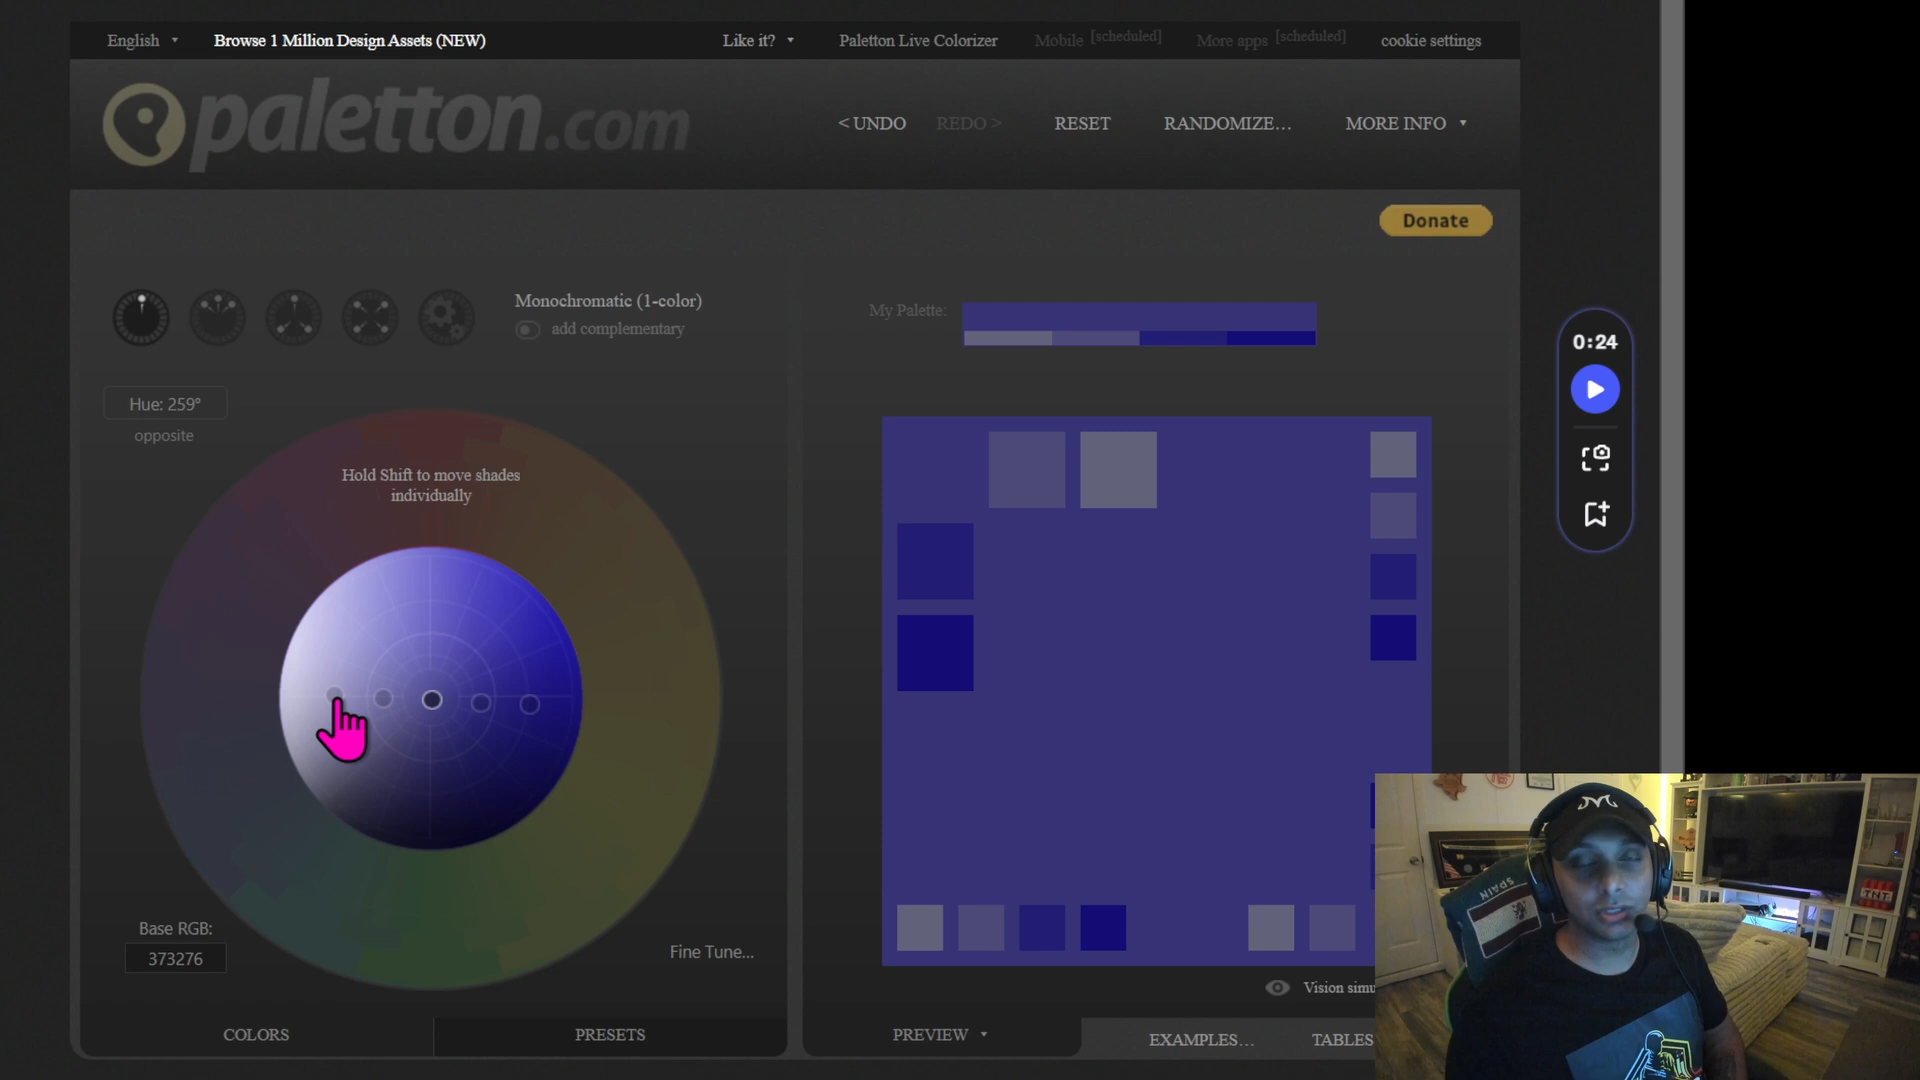 English
Browse 1 Million Design Assets (NEW)
Like it?
Paletton Live Colorizer
Mobile [scheduled]
More apps [scheduled]
cookie settings
paletton.com
< UNDO
REDO >
RESET
RANDOMIZE...
MORE INFO
Donate
Monochromatic (1-color)
add complementary
My Palette:
0:24
Hue: 259°
opposite
Hold Shift to move shades
individually
Base RGB:
373276
Fine Tune...
Vision simu
COLORS
PRESETS
PREVIEW
EXAMPLES...
TABLES
SPAIN
TNT